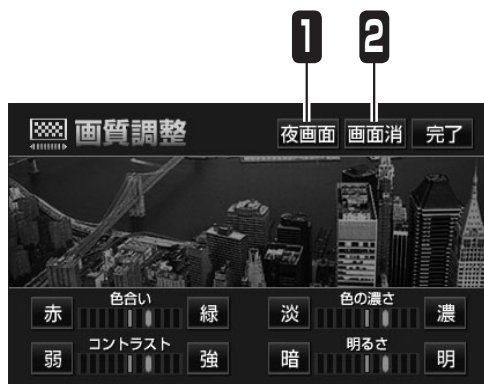 1 2
画質調整 夜画面 画面消 完了
色合い 色の濃さ
赤 緑 淡 濃
コントラスト 明るさ
弱 強 暗 明